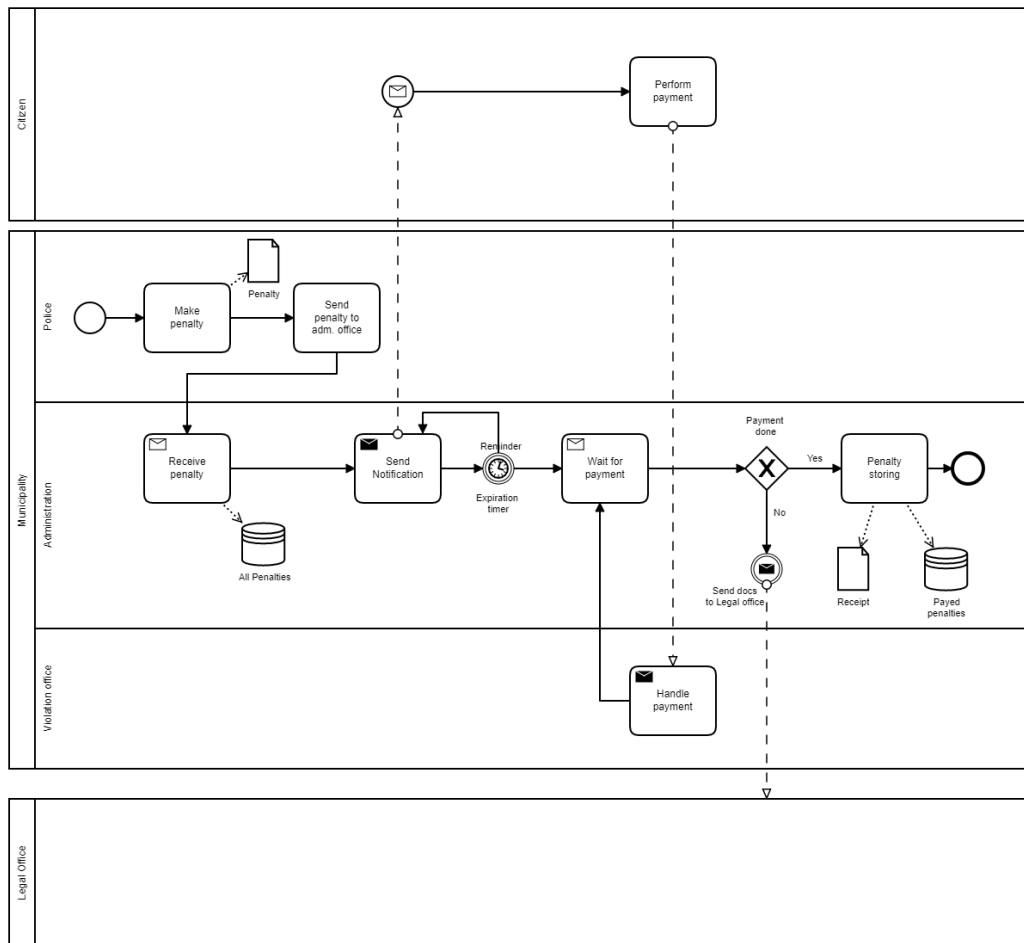 Citizen
Perform
payment
Municipality
Police
Make
penalty
Penalty
Send
penalty to
adm. office
Administration
Receive
penalty
All Penalties
Send
Notification
Reminder
Expiration
timer
Wait for
payment
Payment
done
Yes
No
Penalty
storing
Send docs
to Legal office
Receipt
Payed
penalties
Violation office
Handle
payment
Legal Office